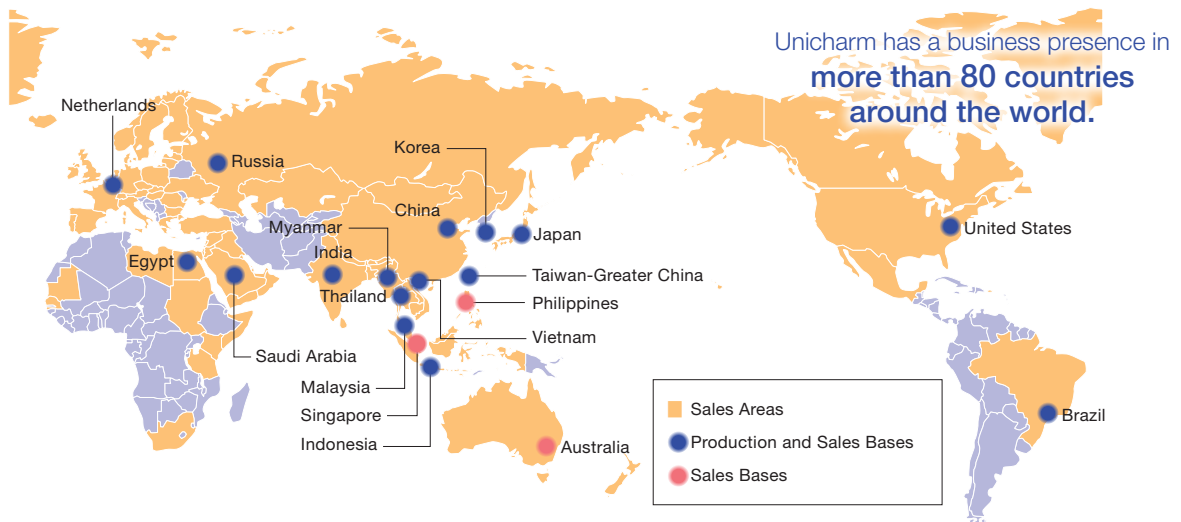 Unicharm has a business presence in
more than 80 countries
around the world.
Netherlands
Russia
Korea
China
Myanmar
Japan
United States
India
Egypt
Taiwan-Greater China
Thailand
Philippines
Vietnam
Saudi Arabia
Malaysia
Singapore
Indonesia
Australia
Brazil
Sales Areas
Production and Sales Bases
Sales Bases